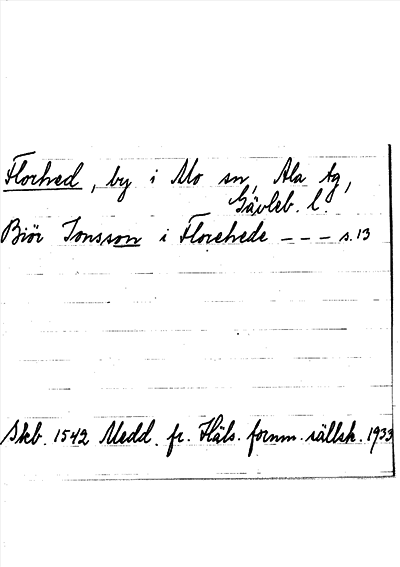 Florhed, by i Mo sn, Ala tg,
Gävleb. l.
Biör Jonsson i Florehede - - - s. 13
Skb. 1542 Medd. fr. Häls. fornm. sällsk. 1933